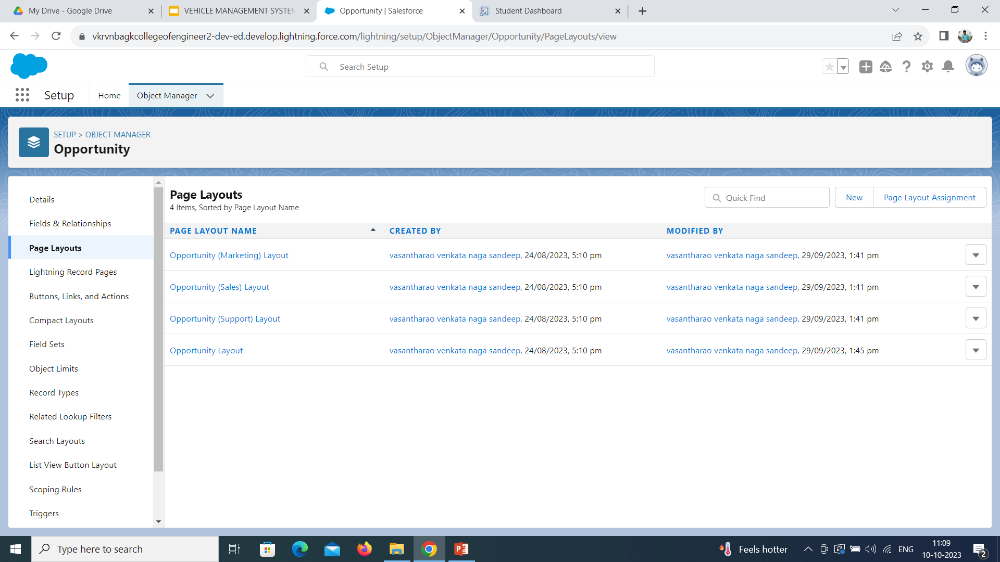 My Drive - Google Drive
VEHICLE MANAGEMENT SYSTEM
Opportunity | Salesforce
Student Dashboard
vkrvnbagkcollegeofengineer2-dev-ed.develop.lightning.force.com/lightning/setup/ObjectManager/Opportunity/PageLayouts/view
Search Setup
Setup
Home
Object Manager
SETUP > OBJECT MANAGER
Opportunity
Details
Fields & Relationships
Page Layouts
Lightning Record Pages
Buttons, Links, and Actions
Compact Layouts
Field Sets
Object Limits
Record Types
Related Lookup Filters
Search Layouts
List View Button Layout
Scoping Rules
Triggers
Page Layouts
4 Items, Sorted by Page Layout Name
Quick Find
New
Page Layout Assignment
PAGE LAYOUT NAME CREATED BY MODIFIED BY
Opportunity (Marketing) Layout vasantharao venkata naga sandeep, 24/08/2023, 5:10 pm vasantharao venkata naga sandeep, 29/09/2023, 1:41 pm
Opportunity (Sales) Layout vasantharao venkata naga sandeep, 24/08/2023, 5:10 pm vasantharao venkata naga sandeep, 29/09/2023, 1:41 pm
Opportunity (Support) Layout vasantharao venkata naga sandeep, 24/08/2023, 5:10 pm vasantharao venkata naga sandeep, 29/09/2023, 1:41 pm
Opportunity Layout vasantharao venkata naga sandeep, 24/08/2023, 5:10 pm vasantharao venkata naga sandeep, 29/09/2023, 1:45 pm
Type here to search
Feels hotter
ENG
11:09
10-10-2023
2